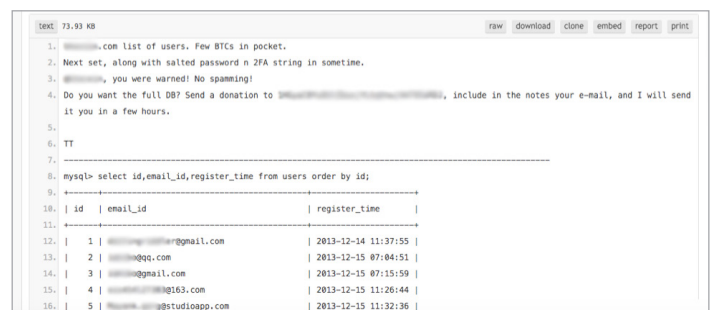 text 73.93 KB raw download clone embed report print
1. .com list of users. Few BTCs in pocket.
2. Next set, along with salted password n 2FA string in sometime.
3. , you were warned! No spamming!
4. Do you want the full DB? Send a donation to , include in the notes your e-mail, and I will send
it you in a few hours.
5.
6. TT
7. ----------------------------------------------------------------------------------------------------
8. mysql> select id,email_id,register_time from users order by id;
9. +------+-------------------------------------------+---------------------+
10. | id | email_id | register_time |
11. +------+-------------------------------------------+---------------------+
12. | 1 | er@gmail.com | 2013-12-14 11:37:55 |
13. | 2 | @qq.com | 2013-12-15 07:04:51 |
14. | 3 | @gmail.com | 2013-12-15 07:15:59 |
15. | 4 | @163.com | 2013-12-15 11:26:44 |
16. | 5 | @studioapp.com | 2013-12-15 11:32:36 |